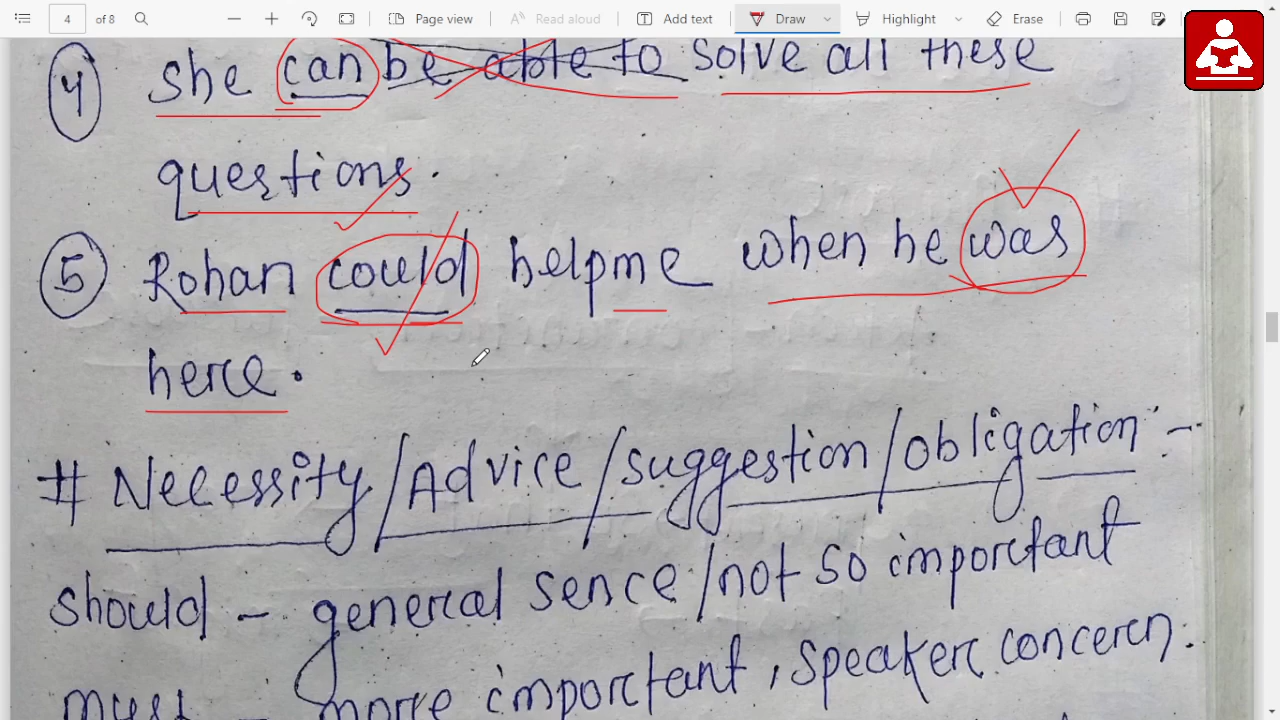 4 of 8 Page view Read aloud Add text Draw Highlight Erase
4 She can be able to solve all these
questions.
5 Rohan could help me when he was
here.
# Necessity/Advice/suggestion/obligation :-
should - general sence/not so important
must - more important, speaker concern.